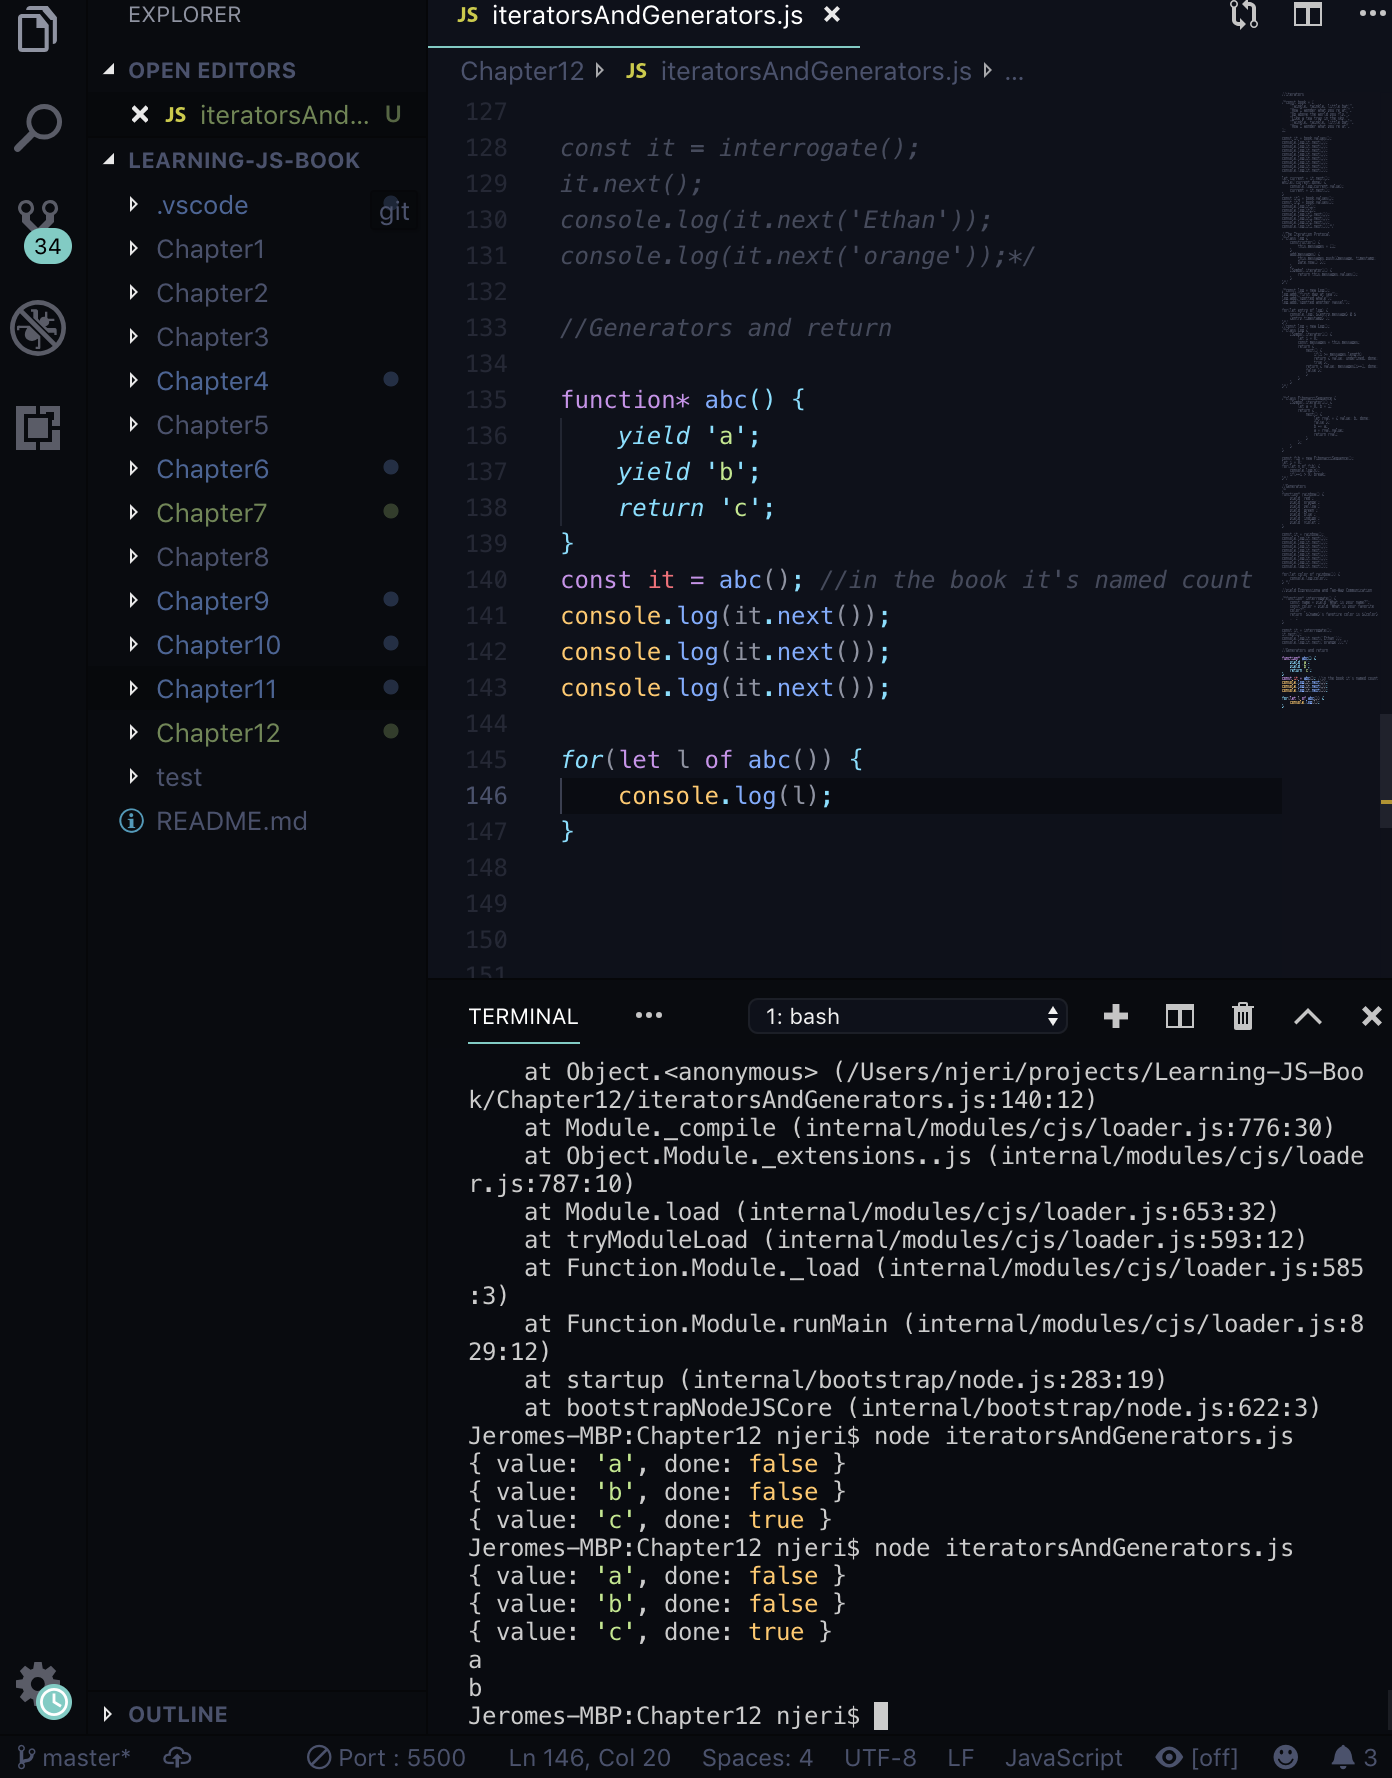 EXPLORER
OPEN EDITORS
JS iteratorsAnd... U
LEARNING-JS-BOOK
.vscode
git
34
Chapter1
Chapter2
Chapter3
Chapter4
Chapter5
Chapter6
Chapter7
Chapter8
Chapter9
Chapter10
Chapter11
Chapter12
test
README.md
OUTLINE
JS iteratorsAndGenerators.js
Chapter12 JS iteratorsAndGenerators.js ...
127
128 const it = interrogate();
129 it.next();
130 console.log(it.next('Ethan'));
131 console.log(it.next('orange'));*/
132
133 //Generators and return
134
135 function* abc() {
136 yield 'a';
137 yield 'b';
138 return 'c';
139 }
140 const it = abc(); //in the book it's named count
141 console.log(it.next());
142 console.log(it.next());
143 console.log(it.next());
144
145 for(let l of abc()) {
146 console.log(l);
147 }
148
149
150
151
TERMINAL ... 1: bash
at Object.<anonymous> (/Users/njeri/projects/Learning-JS-Boo
k/Chapter12/iteratorsAndGenerators.js:140:12)
at Module._compile (internal/modules/cjs/loader.js:776:30)
at Object.Module._extensions..js (internal/modules/cjs/loade
r.js:787:10)
at Module.load (internal/modules/cjs/loader.js:653:32)
at tryModuleLoad (internal/modules/cjs/loader.js:593:12)
at Function.Module._load (internal/modules/cjs/loader.js:585
:3)
at Function.Module.runMain (internal/modules/cjs/loader.js:8
29:12)
at startup (internal/bootstrap/node.js:283:19)
at bootstrapNodeJSCore (internal/bootstrap/node.js:622:3)
Jeromes-MBP:Chapter12 njeri$ node iteratorsAndGenerators.js
{ value: 'a', done: false }
{ value: 'b', done: false }
{ value: 'c', done: true }
Jeromes-MBP:Chapter12 njeri$ node iteratorsAndGenerators.js
{ value: 'a', done: false }
{ value: 'b', done: false }
{ value: 'c', done: true }
a
b
Jeromes-MBP:Chapter12 njeri$
master* Port : 5500 Ln 146, Col 20 Spaces: 4 UTF-8 LF JavaScript [off] 3